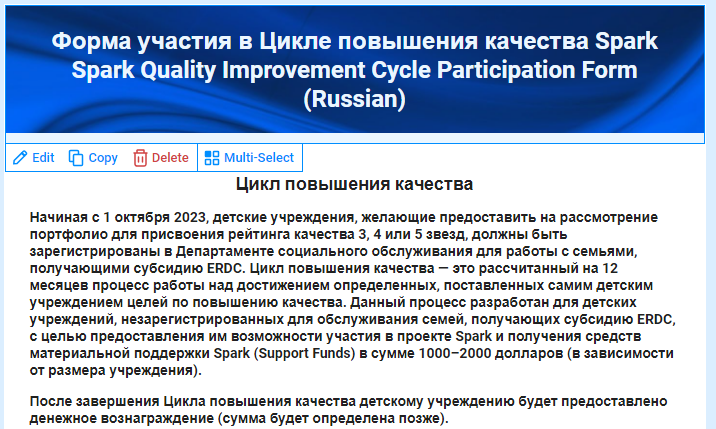 Форма участия в Цикле повышения качества Spark
Spark Quality Improvement Cycle Participation Form
(Russian)
Edit Copy Delete Multi-Select
Цикл повышения качества
Начиная с 1 октября 2023, детские учреждения, желающие предоставить на рассмотрение
портфолио для присвоения рейтинга качества 3, 4 или 5 звезд, должны быть
зарегистрированы в Департаменте социального обслуживания для работы с семьями,
получающими субсидию ERDC. Цикл повышения качества — это рассчитанный на 12
месяцев процесс работы над достижением определенных, поставленных самим детским
учреждением целей по повышению качества. Данный процесс разработан для детских
учреждений, незарегистрированных для обслуживания семей, получающих субсидию ERDC,
с целью предоставления им возможности участия в проекте Spark и получения средств
материальной поддержки Spark (Support Funds) в сумме 1000–2000 долларов (в зависимости
от размера учреждения).
После завершения Цикла повышения качества детскому учреждению будет предоставлено
денежное вознаграждение (сумма будет определена позже).